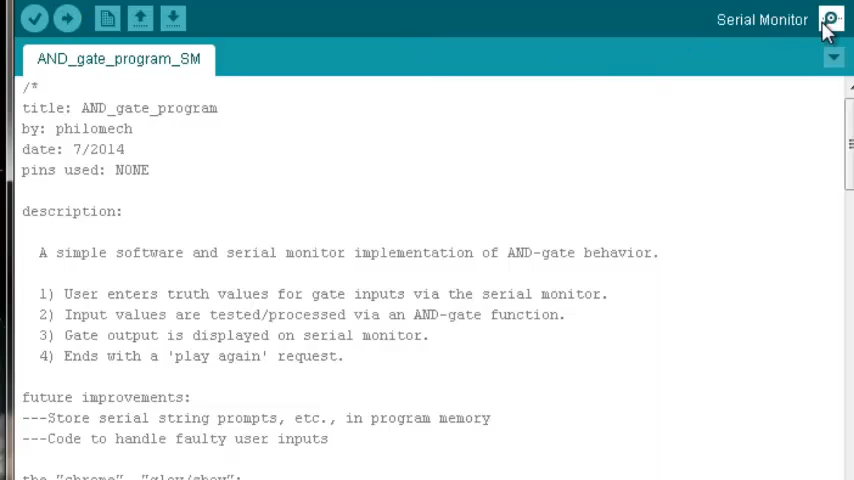 Serial Monitor
AND_gate_program_SM
/*
title: AND_gate_program
by: philomech
date: 7/2014
pins used: NONE
description:
A simple software and serial monitor implementation of AND-gate behavior.
1) User enters truth values for gate inputs via the serial monitor.
2) Input values are tested/processed via an AND-gate function.
3) Gate output is displayed on serial monitor.
4) Ends with a 'play again' request.
future improvements:
---Store serial string prompts, etc., in program memory
---Code to handle faulty user inputs
the "chrome", "glow/show":